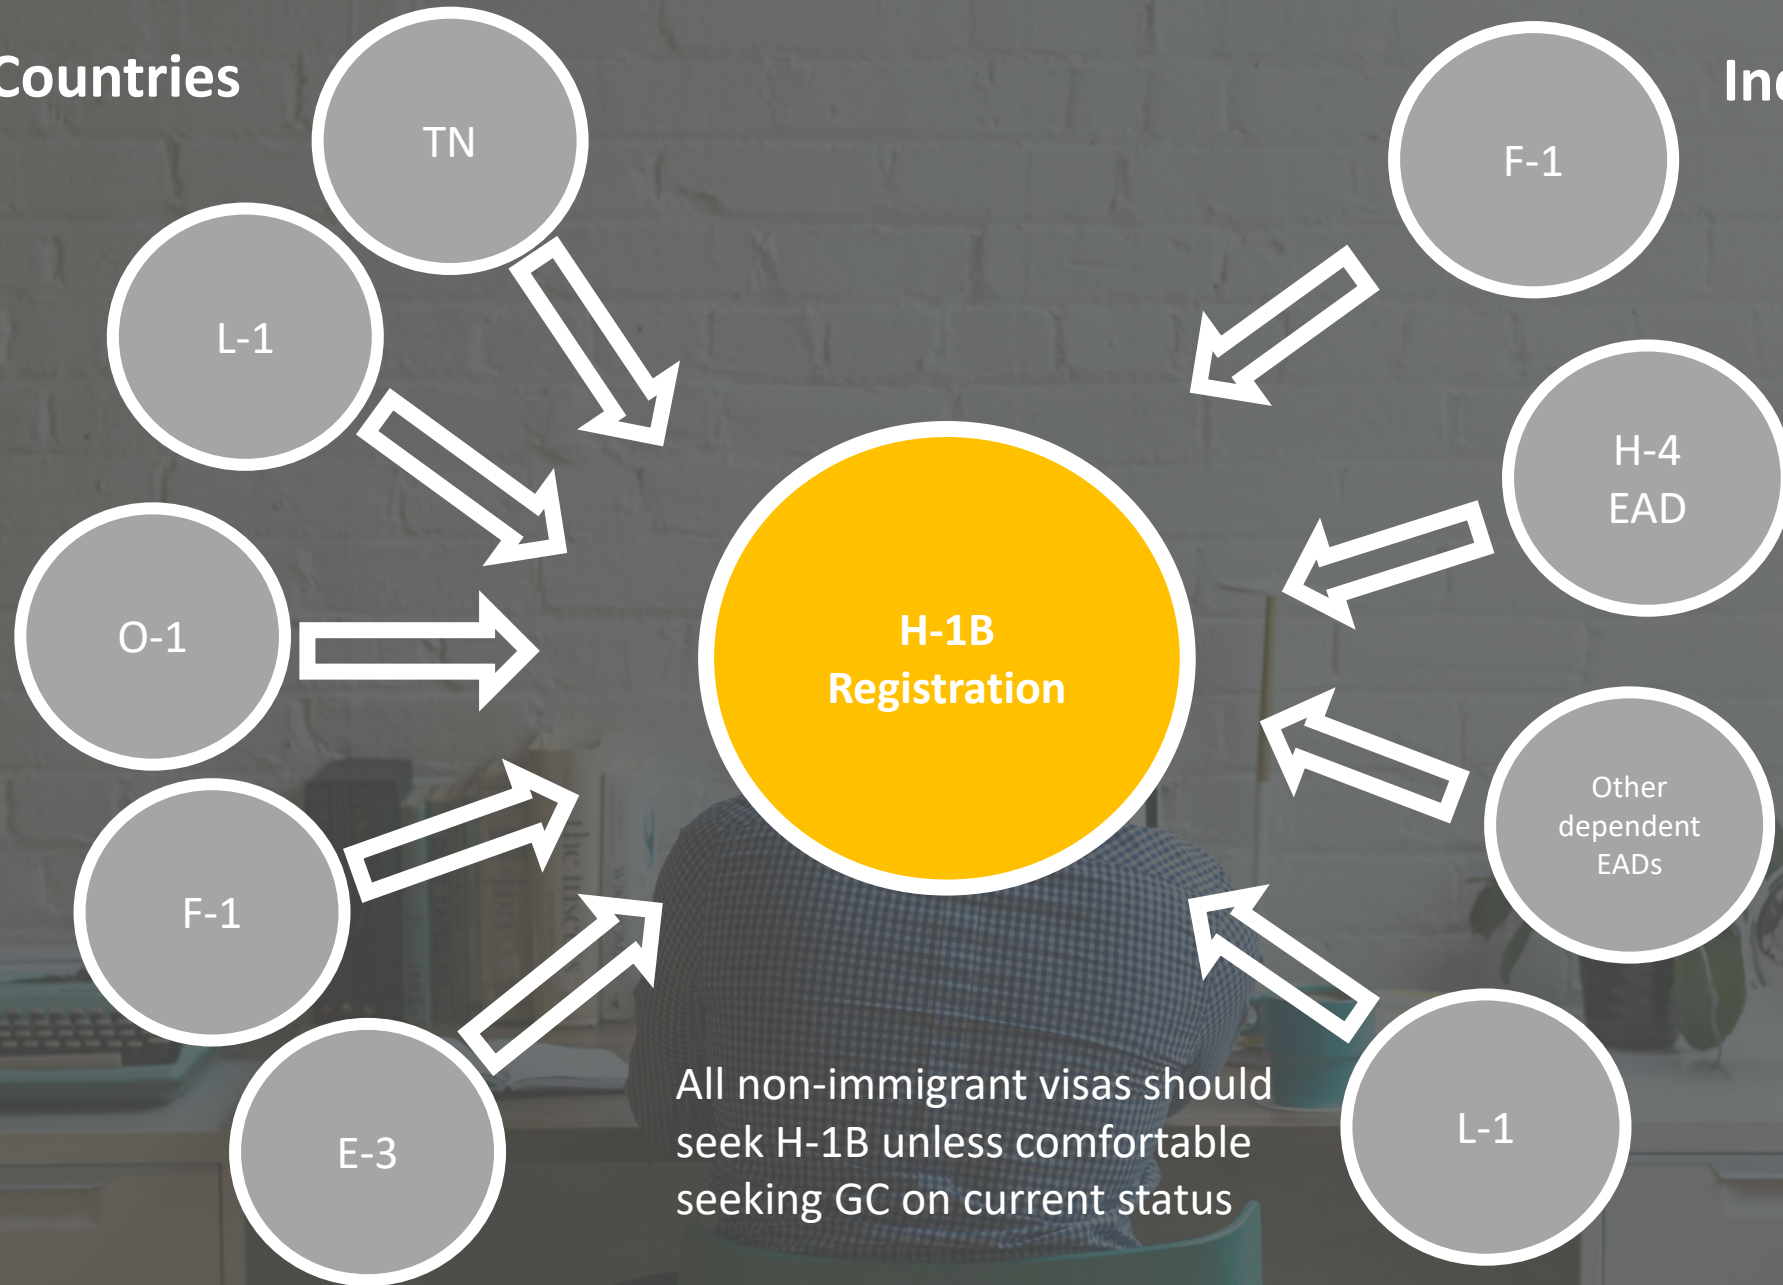 Countries
TN
L-1
O-1
F-1
E-3
H-1B
Registration
All non-immigrant visas should
seek H-1B unless comfortable
seeking GC on current status
F-1
H-4
EAD
Other
dependent
EADs
L-1